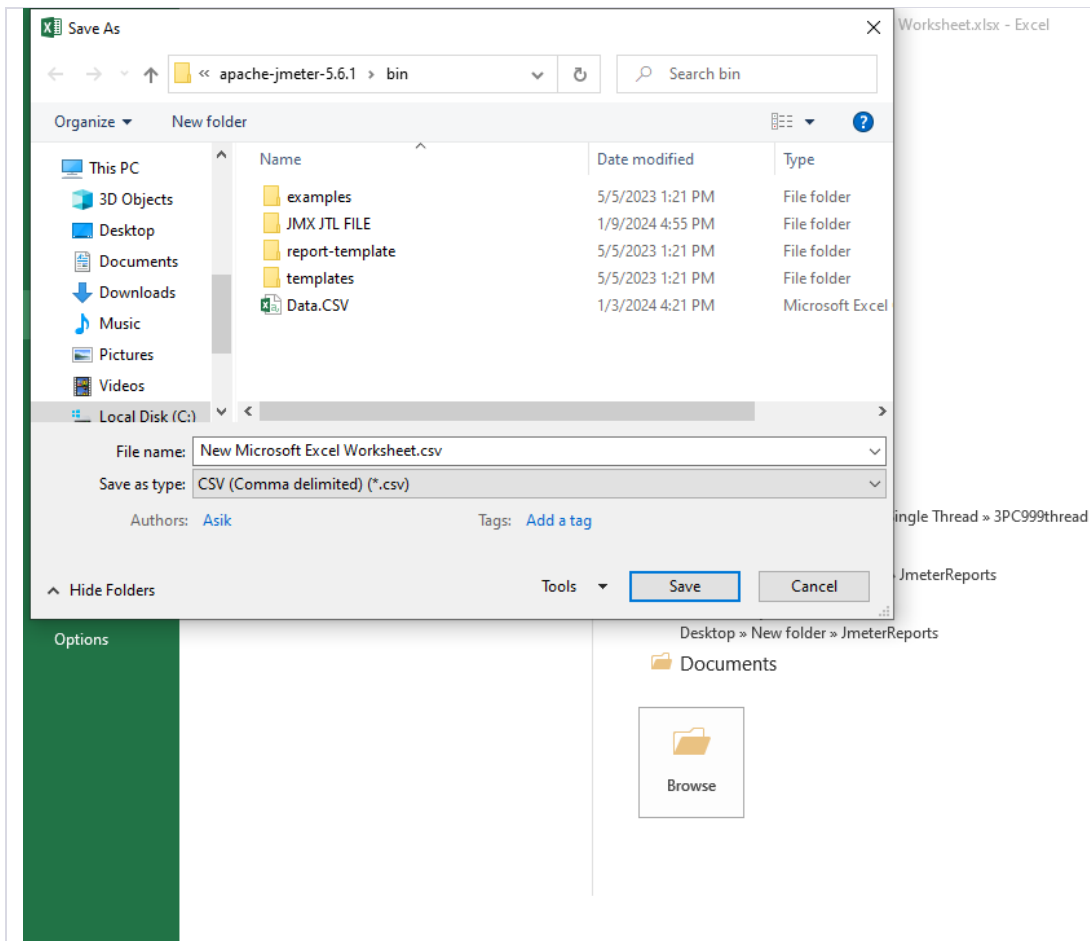 Save As
Worksheet.xlsx - Excel
« apache-jmeter-5.6.1 › bin
Search bin
Organize
New folder
?
Name
Date modified
Type
This PC
3D Objects
Desktop
Documents
Downloads
Music
Pictures
Videos
Local Disk (C:)
examples 5/5/2023 1:21 PM File folder
JMX JTL FILE 1/9/2024 4:55 PM File folder
report-template 5/5/2023 1:21 PM File folder
templates 5/5/2023 1:21 PM File folder
Data.CSV 1/3/2024 4:21 PM Microsoft Excel
File name: New Microsoft Excel Worksheet.csv
Save as type: CSV (Comma delimited) (*.csv)
Authors: Asik
Tags: Add a tag
Hide Folders
Tools
Save
Cancel
ingle Thread » 3PC999thread
JmeterReports
Options
Desktop » New folder » JmeterReports
Documents
Browse